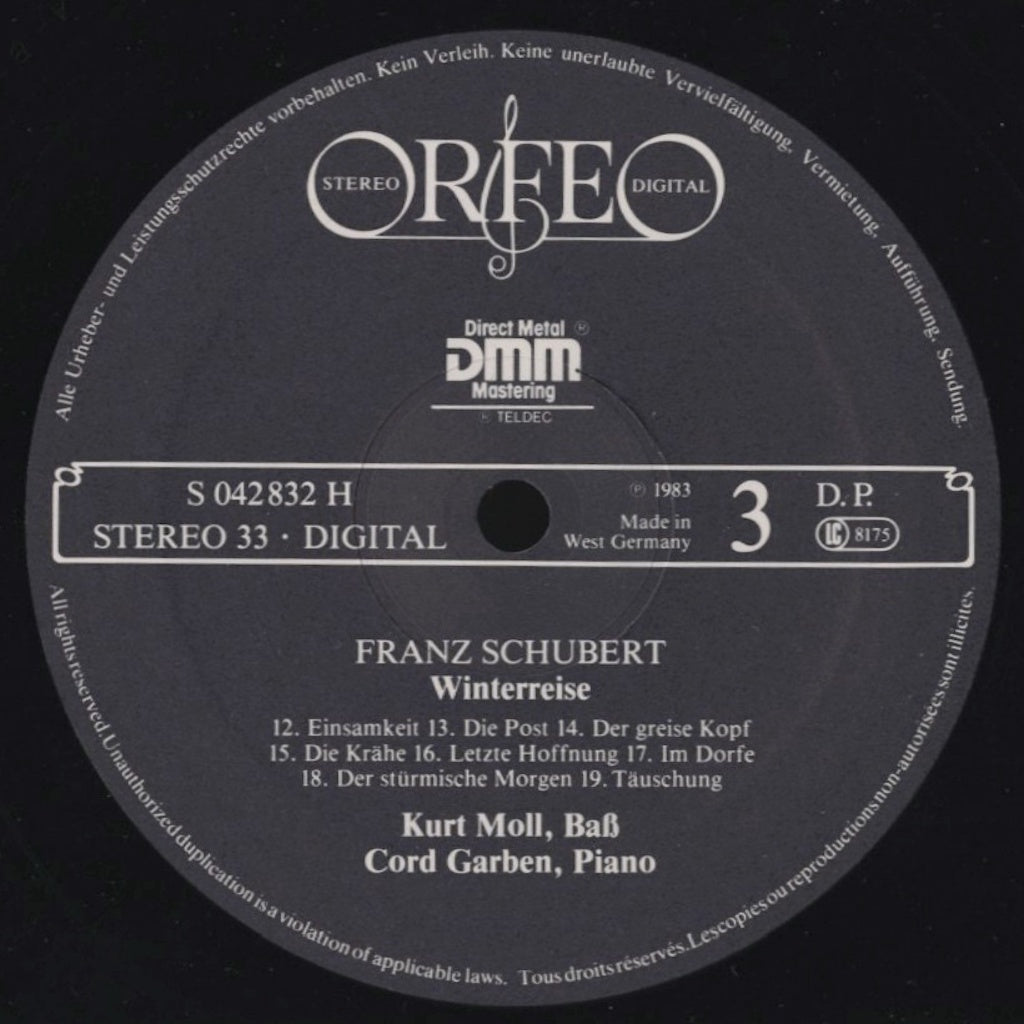 Alle Urheber- und Leistungsschutzrechte vorbehalten. Kein Verleih. Keine unerlaubte Vervielfältigung, Vermietung, Aufführung, Sendung.
STEREO ORFEO DIGITAL
Direct Metal ®
DMM
Mastering
® TELDEC
S 042832 H
STEREO 33 · DIGITAL
℗ 1983
Made in
West Germany
3
D.P.
LC 8175
FRANZ SCHUBERT
Winterreise
12. Einsamkeit 13. Die Post 14. Der greise Kopf
15. Die Krähe 16. Letzte Hoffnung 17. Im Dorfe
18. Der stürmische Morgen 19. Täuschung
Kurt Moll, Baß
Cord Garben, Piano
All rights reserved. Unauthorized duplication is a violation of applicable laws. Tous droits réservés. Les copies ou reproductions non-autorisées sont illicites.